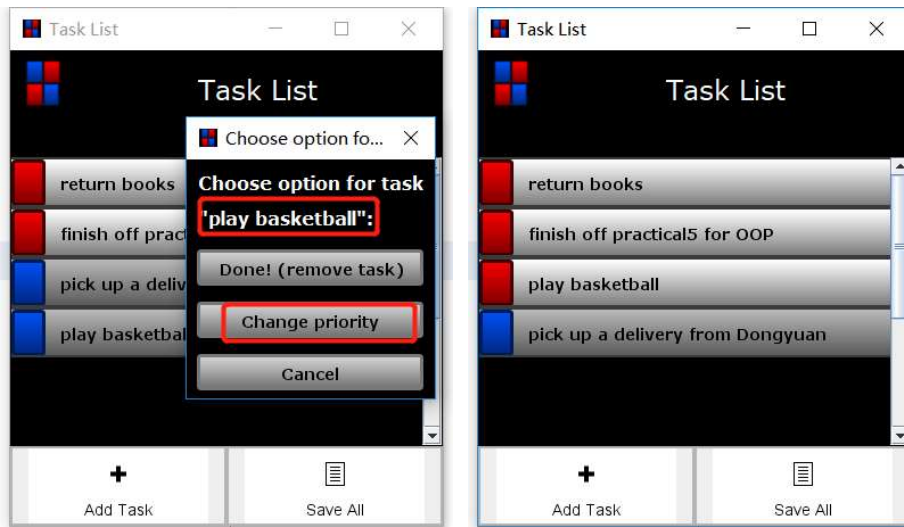 Task List
Task List
Choose option fo...
Choose option for task
"play basketball":
Done! (remove task)
Change priority
Cancel
return books
finish off prac
pick up a deliv
play basketbal
Add Task
Save All
Task List
Task List
return books
finish off practical5 for OOP
play basketball
pick up a delivery from Dongyuan
Add Task
Save All